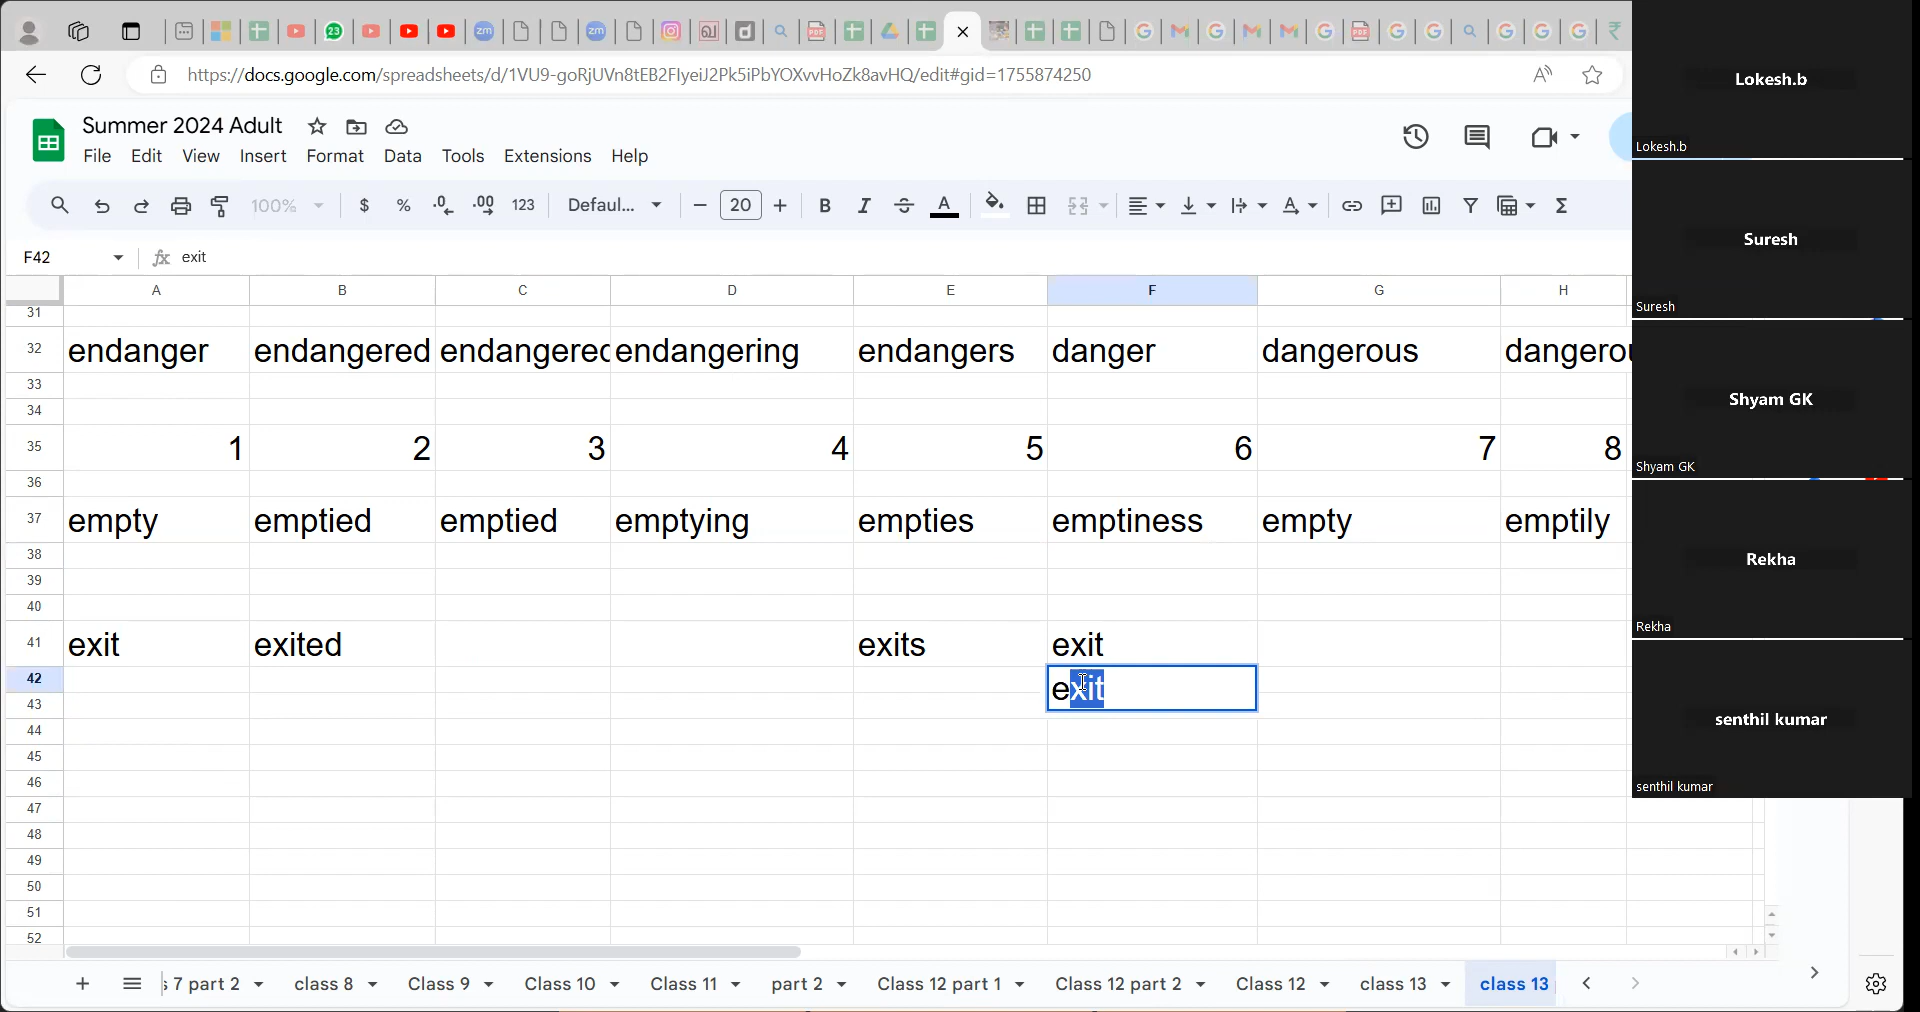 23
https://docs.google.com/spreadsheets/d/1VU9-goRjUVn8tEB2FIyeiJ2Pk5iPbYOXvvHoZk8avHQ/edit#gid=1755874250
Summer 2024 Adult
File Edit View Insert Format Data Tools Extensions Help
100% $ % .0 .00 123 Defaul... 20 B I A
F42 fx exit
A B C D E F G H
31
32 endanger endangered endangered endangering endangers danger dangerous dangerou
33
34
35 1 2 3 4 5 6 7 8
36
37 empty emptied emptied emptying empties emptiness empty emptily
38
39
40
41 exit exited exits exit
42 exit
43
44
45
46
47
48
49
50
51
52
7 part 2 class 8 Class 9 Class 10 Class 11 part 2 Class 12 part 1 Class 12 part 2 Class 12 class 13 class 13
Lokesh.b
Lokesh.b
Suresh
Suresh
Shyam GK
Shyam GK
Rekha
Rekha
senthil kumar
senthil kumar